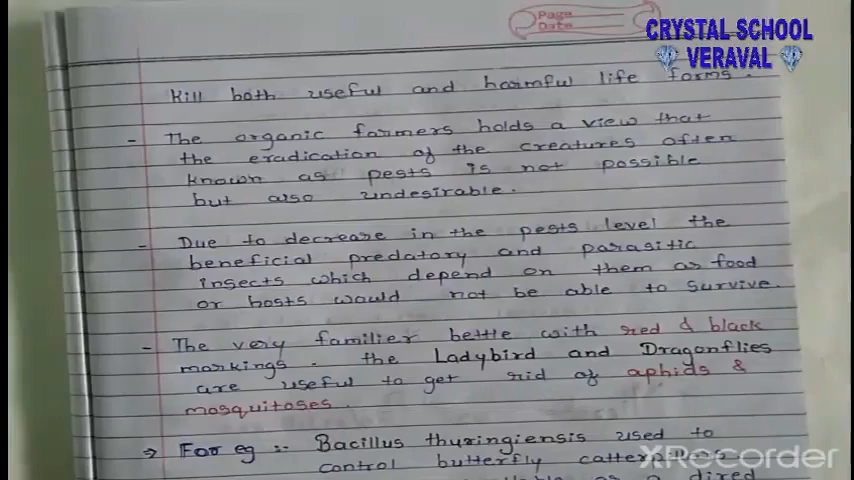 Page
Date
CRYSTAL SCHOOL
VERAVAL
Kill both useful and harmful life forms.
- The organic farmers holds a view that
the eradication of the creatures often
known as pests is not possible
but also undesirable.
- Due to decrease in the pests level the
beneficial predatory and parasitic
insects which depend on them as food
or hosts would not be able to survive.
- The very familier bettle with red & black
markings. the Ladybird and Dragonflies
are useful to get rid of aphids &
mosquitoses.
⇒ For eg :- Bacillus thuringiensis used to
control butterfly
as a dired
XRecorder